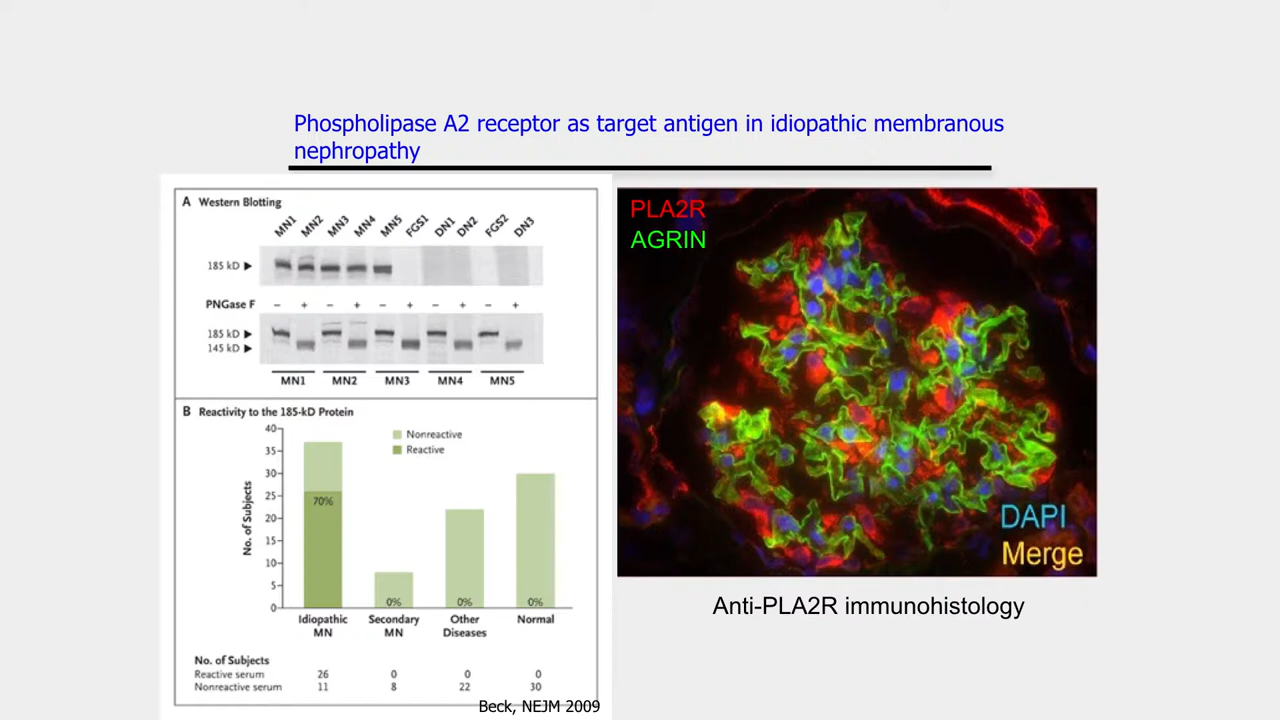 Phospholipase A2 receptor as target antigen in idiopathic membranous
nephropathy
A Western Blotting
MN1 MN2 MN3 MN4 MN5 FGS1 DN1 DN2 FGS2 DN3
185 kD ▶
PNGase F − + − + − + − + − +
185 kD ▶
145 kD ▶
MN1 MN2 MN3 MN4 MN5
B Reactivity to the 185-kD Protein
No. of Subjects
40
35
30
25
20
15
10
5
0
Nonreactive
Reactive
70% 0% 0% 0%
Idiopathic MN
Secondary MN
Other Diseases
Normal
No. of Subjects
Reactive serum 26 0 0 0
Nonreactive serum 11 8 22 30
Beck, NEJM 2009
PLA2R
AGRIN
DAPI
Merge
Anti-PLA2R immunohistology